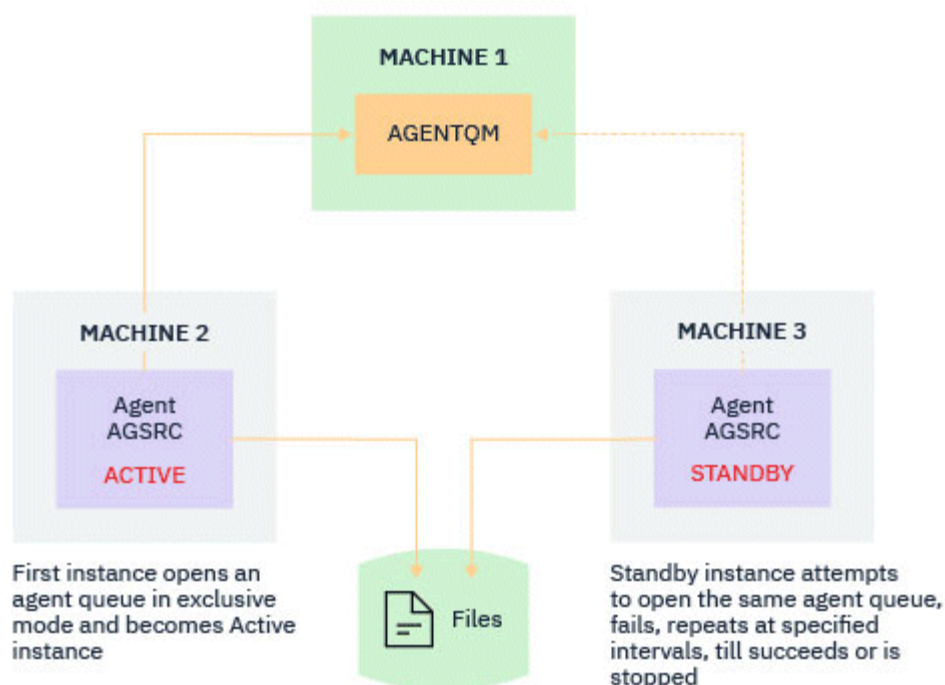 MACHINE 1
AGENTQM
MACHINE 2
Agent
AGSRC
ACTIVE
MACHINE 3
Agent
AGSRC
STANDBY
First instance opens an
agent queue in exclusive
mode and becomes Active
instance
Files
Standby instance attempts
to open the same agent queue,
fails, repeats at specified
intervals, till succeeds or is
stopped